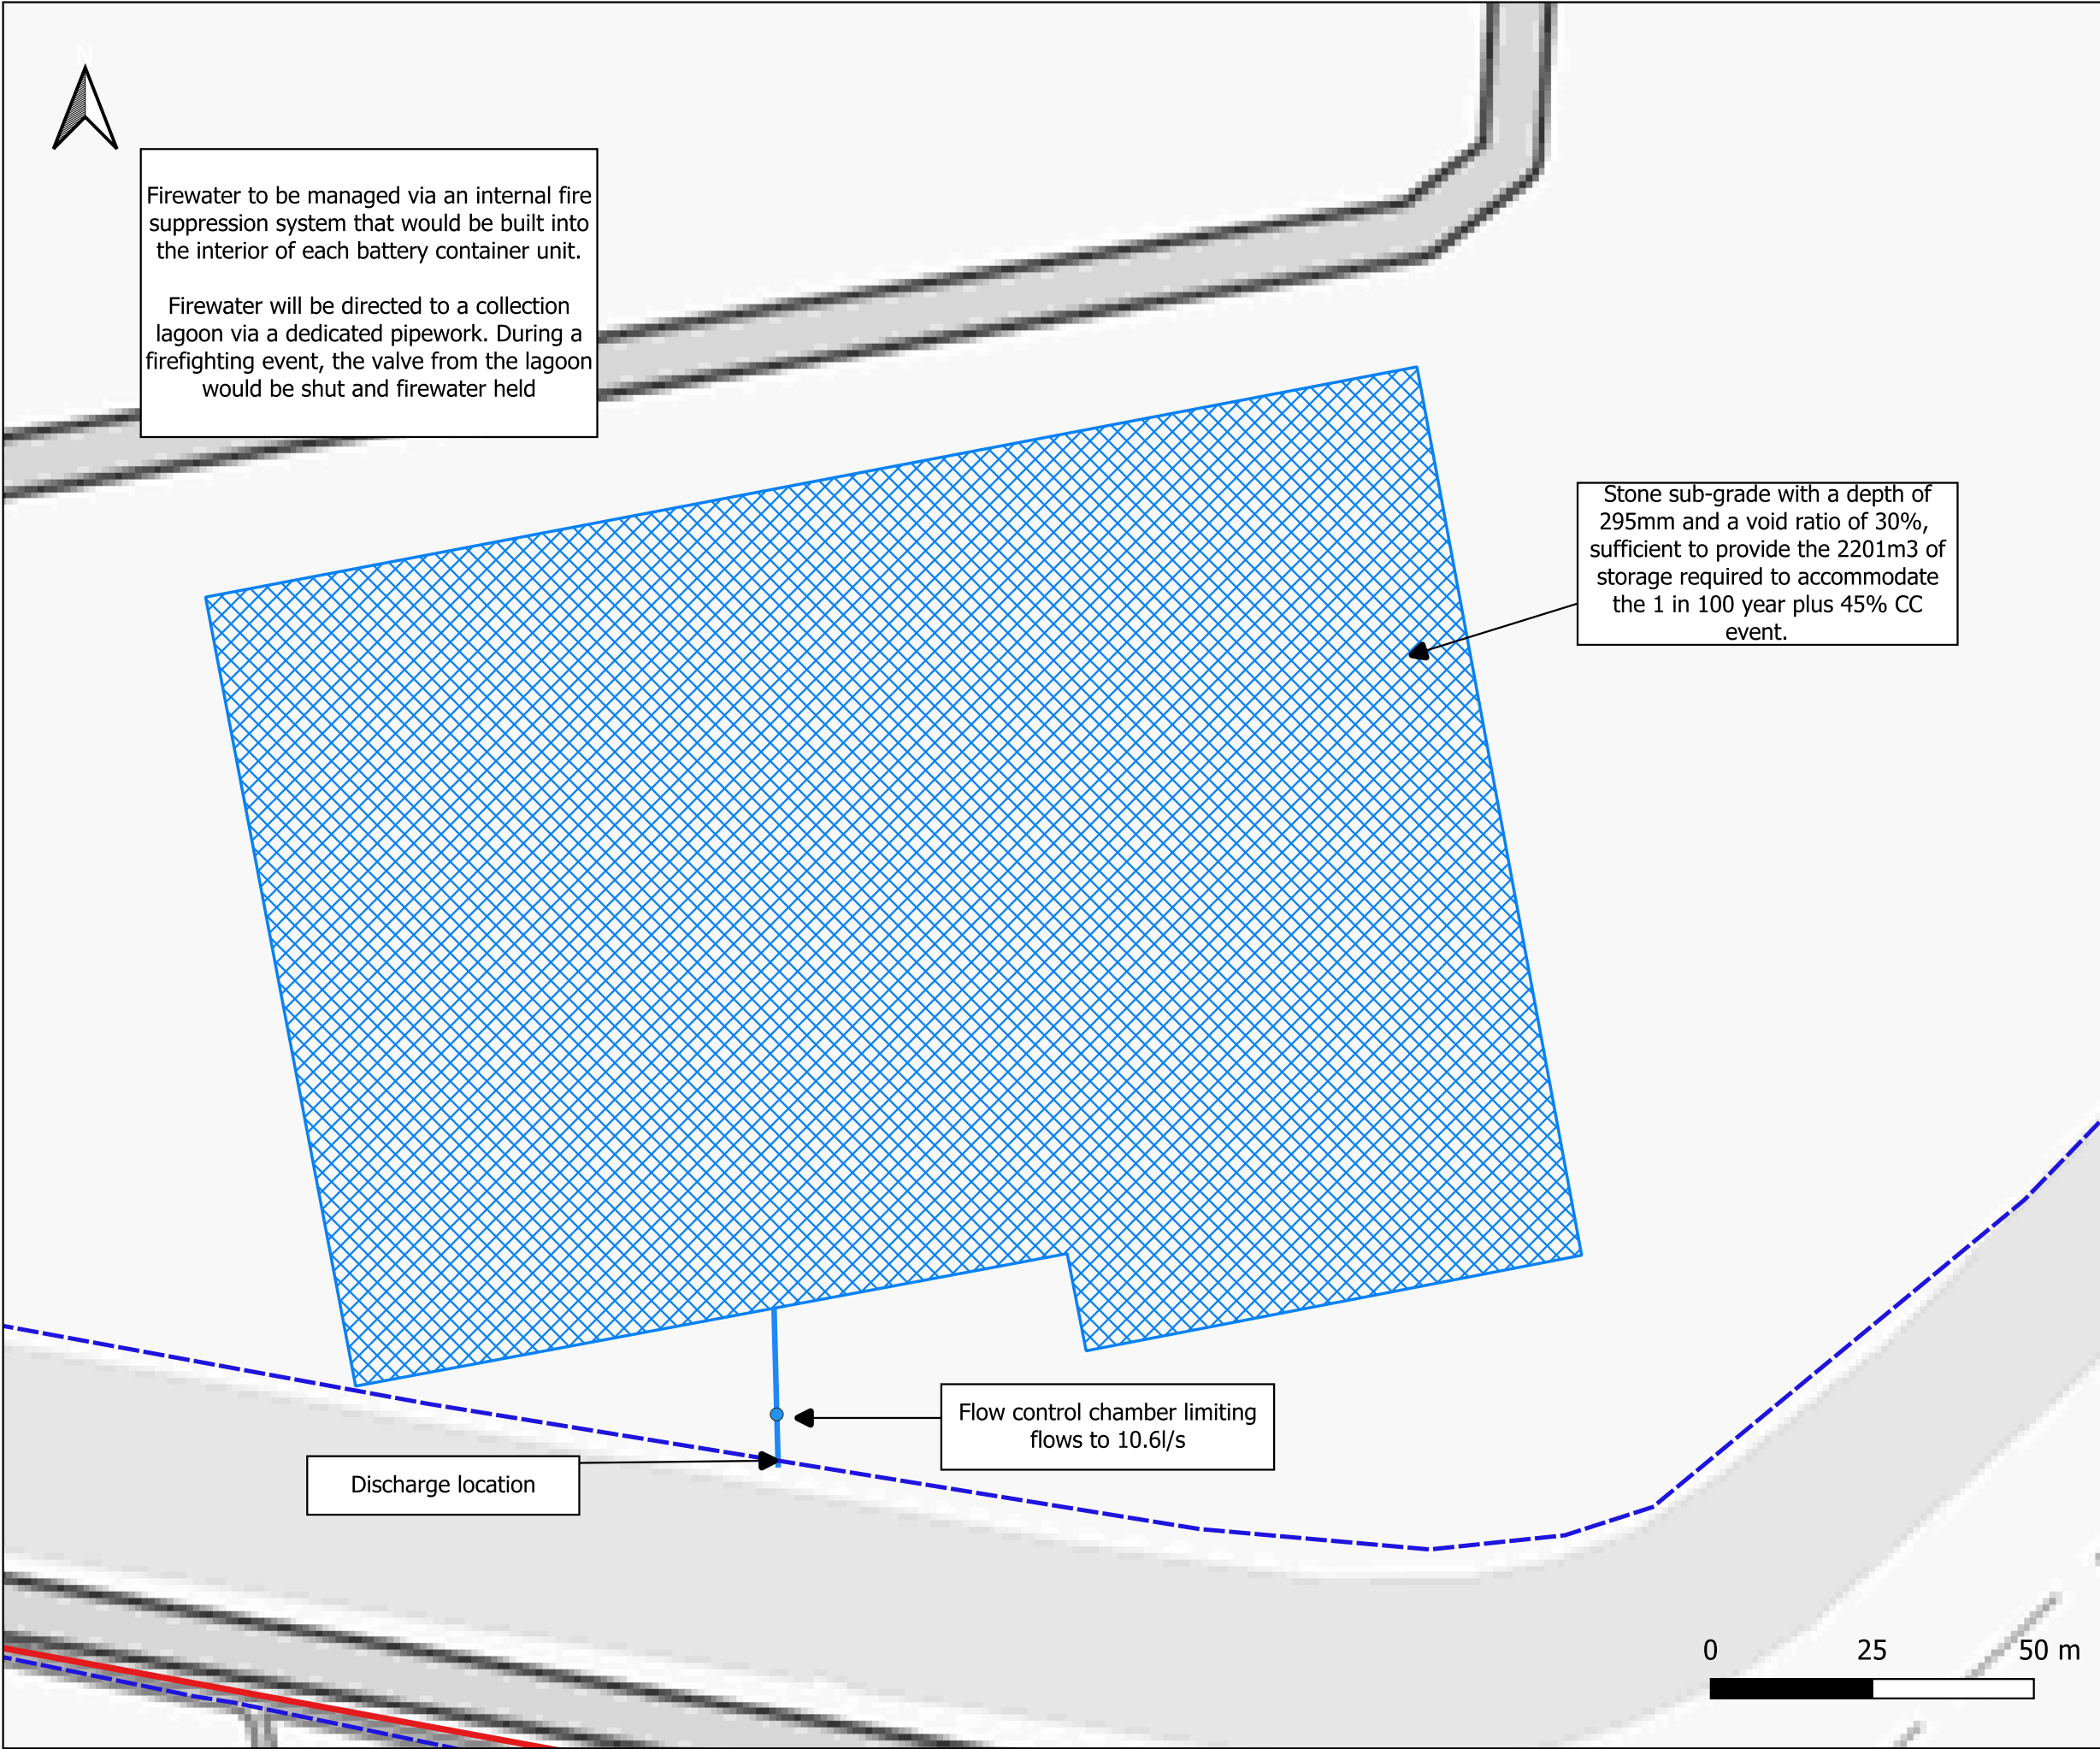 N
Firewater to be managed via an internal fire
suppression system that would be built into
the interior of each battery container unit.
Firewater will be directed to a collection
lagoon via a dedicated pipework. During a
firefighting event, the valve from the lagoon
would be shut and firewater held
Stone sub-grade with a depth of
295mm and a void ratio of 30%,
sufficient to provide the 2201m3 of
storage required to accommodate
the 1 in 100 year plus 45% CC
event.
Flow control chamber limiting
flows to 10.6l/s
Discharge location
0 25 50 m